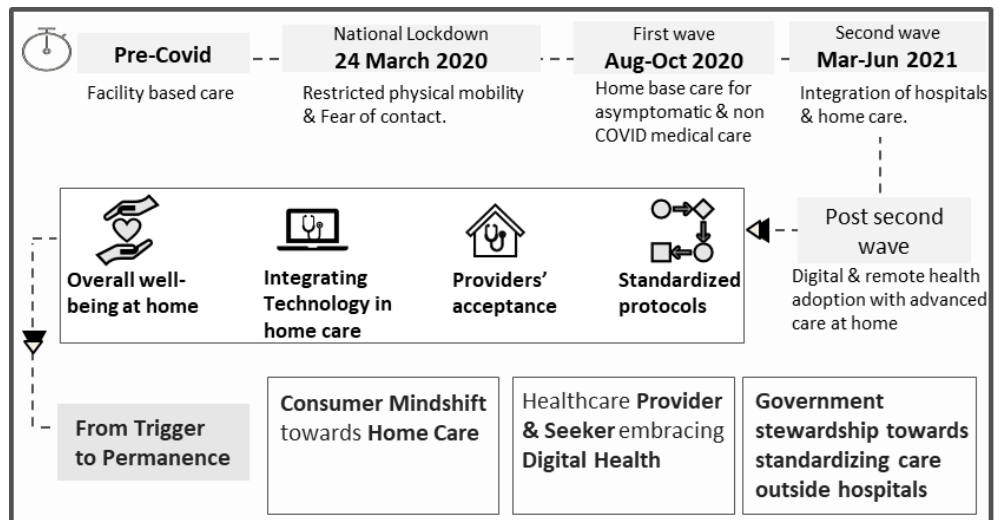 Pre-Covid
Facility based care
National Lockdown
24 March 2020
Restricted physical mobility
& Fear of contact.
First wave
Aug-Oct 2020
Home base care for
asymptomatic & non
COVID medical care
Second wave
Mar-Jun 2021
Integration of hospitals
& home care.
Post second
wave
Digital & remote health
adoption with advanced
care at home
Overall well-
being at home
Integrating
Technology in
home care
Providers’
acceptance
Standardized
protocols
From Trigger
to Permanence
Consumer Mindshift
towards Home Care
Healthcare Provider
& Seeker embracing
Digital Health
Government
stewardship towards
standardizing care
outside hospitals